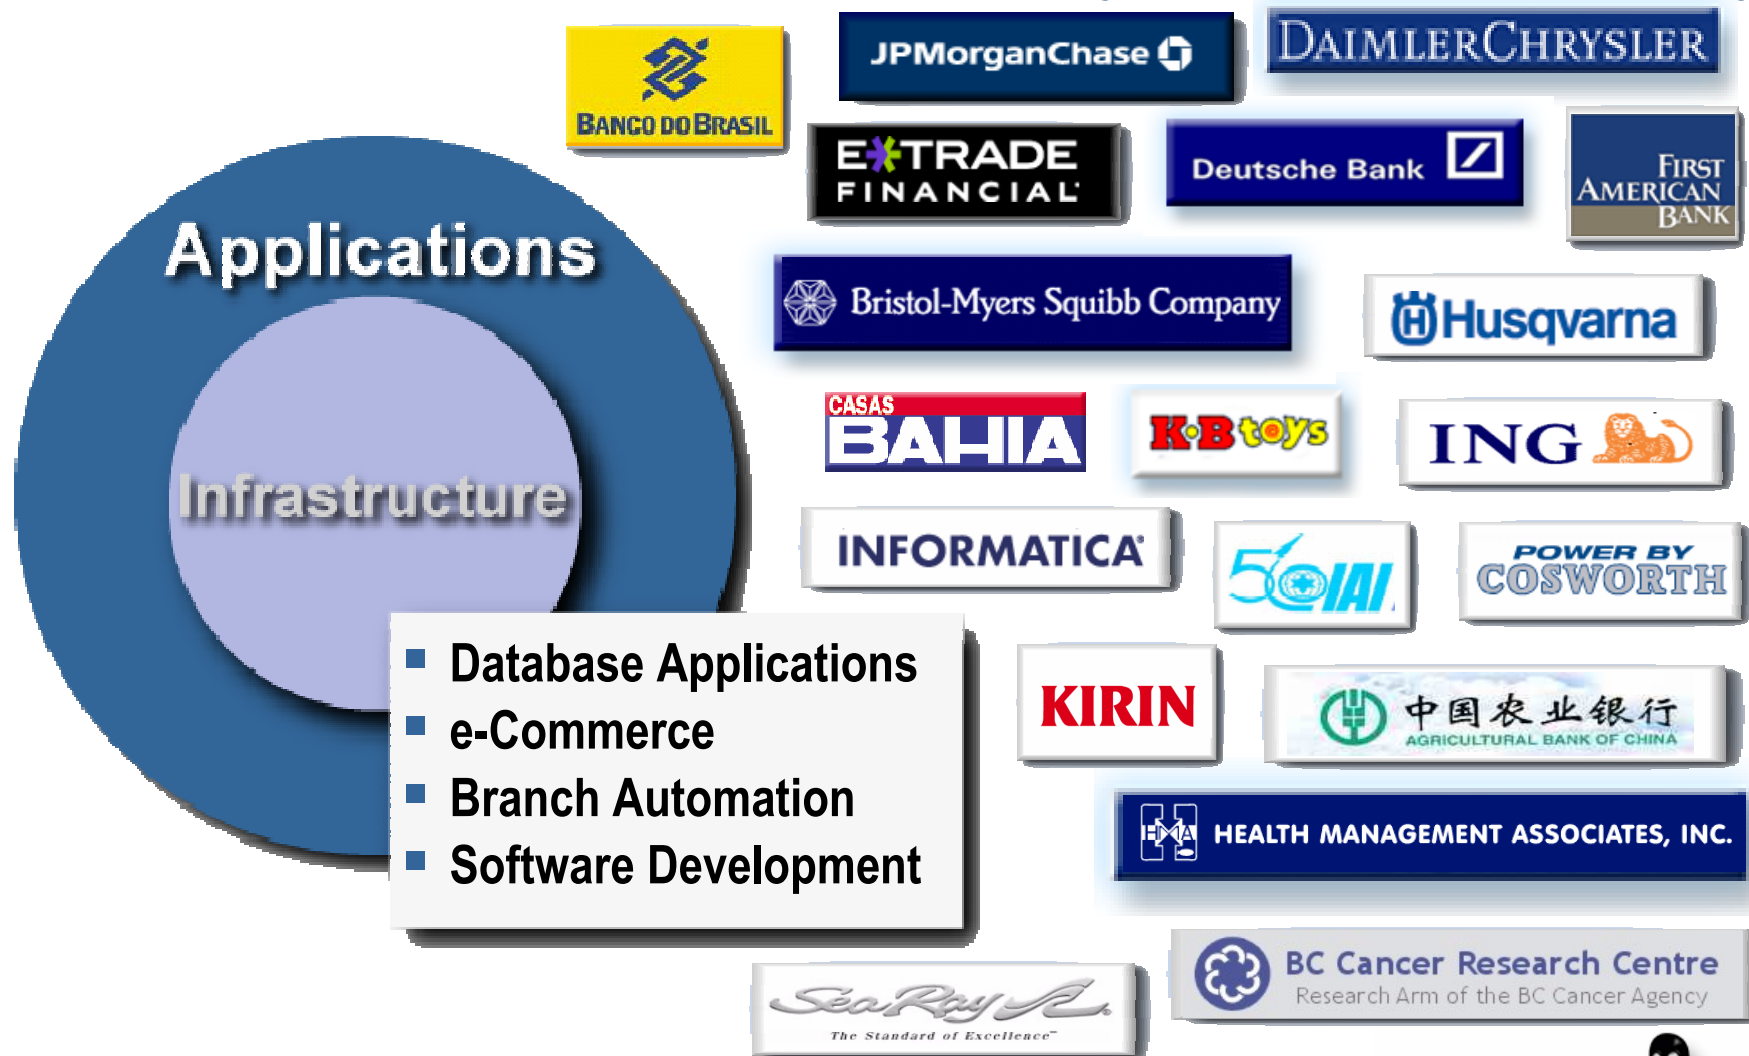 BANCO DO BRASIL
JPMorganChase
DAIMLERCHRYSLER
E*TRADE
FINANCIAL
Deutsche Bank
FIRST
AMERICAN
BANK
Applications
Infrastructure
Bristol-Myers Squibb Company
Husqvarna
CASAS
BAHIA
K•B toys
ING
INFORMATICA
50 IAI
POWER BY
COSWORTH
Database Applications
e-Commerce
Branch Automation
Software Development
KIRIN
中国农业银行
AGRICULTURAL BANK OF CHINA
HMA
HEALTH MANAGEMENT ASSOCIATES, INC.
Sea Ray
The Standard of Excellence™
BC Cancer Research Centre
Research Arm of the BC Cancer Agency